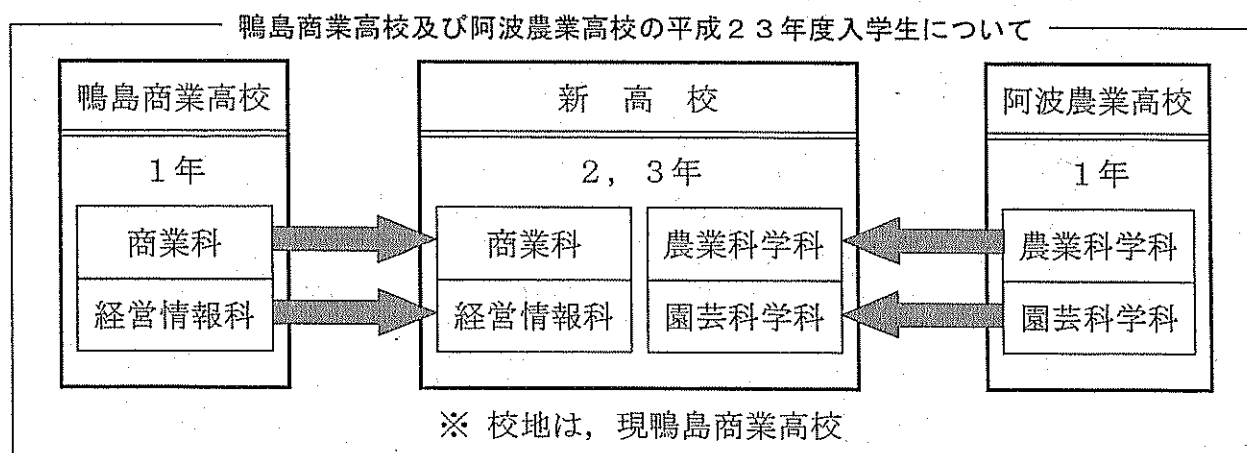 鴨島商業高校及び阿波農業高校の平成２３年度入学生について
鴨島商業高校
1年
商業科
経営情報科
新高校
２，３年
商業科
農業科学科
経営情報科
園芸科学科
阿波農業高校
1年
農業科学科
園芸科学科
※ 校地は，現鴨島商業高校